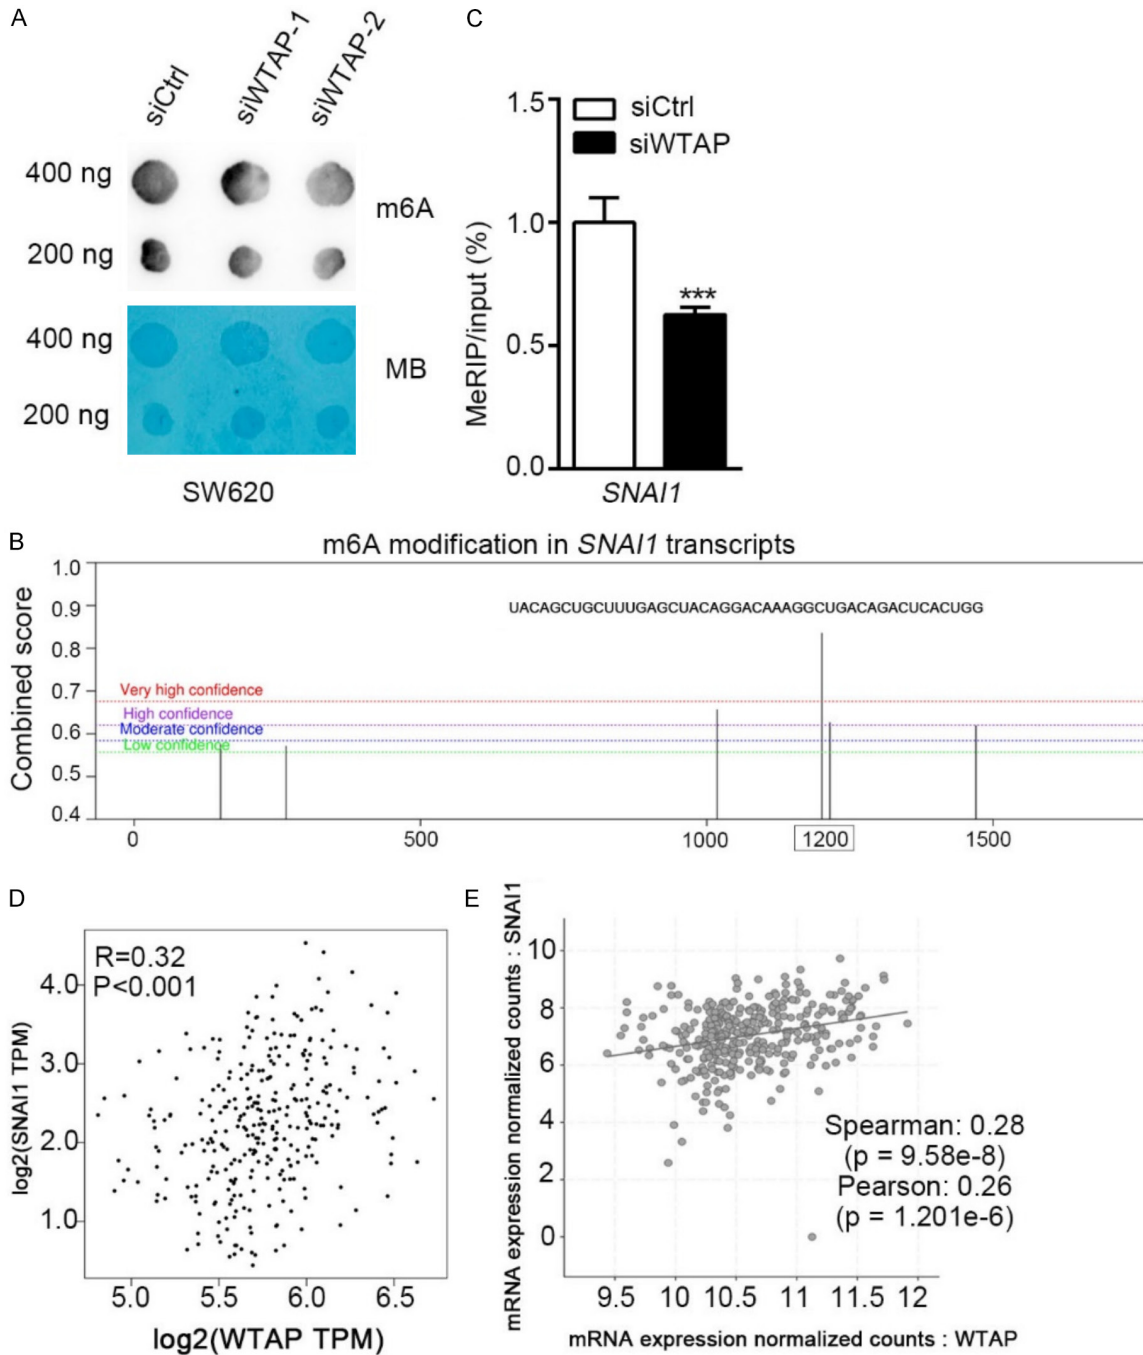 A
siCtrl
siWTAP-1
siWTAP-2
400 ng
200 ng
m6A
400 ng
200 ng
MB
SW620
C
1.5
1.0
0.5
0.0
MeRIP/input (%)
siCtrl
siWTAP
***
SNAI1
B
m6A modification in SNAI1 transcripts
Combined score
1.0
0.9
0.8
0.7
0.6
0.5
0.4
UACAGCUGCUUUGAGCUACAGGACAAAGGCUGACAGACUCACUGG
Very high confidence
High confidence
Moderate confidence
Low confidence
0
500
1000
1200
1500
D
R=0.32
P<0.001
log2(SNAI1 TPM)
4.0
3.0
2.0
1.0
5.0
5.5
6.0
6.5
log2(WTAP TPM)
E
mRNA expression normalized counts : SNAI1
10
8
6
4
2
0
Spearman: 0.28
(p = 9.58e-8)
Pearson: 0.26
(p = 1.201e-6)
9.5
10
10.5
11
11.5
12
mRNA expression normalized counts : WTAP